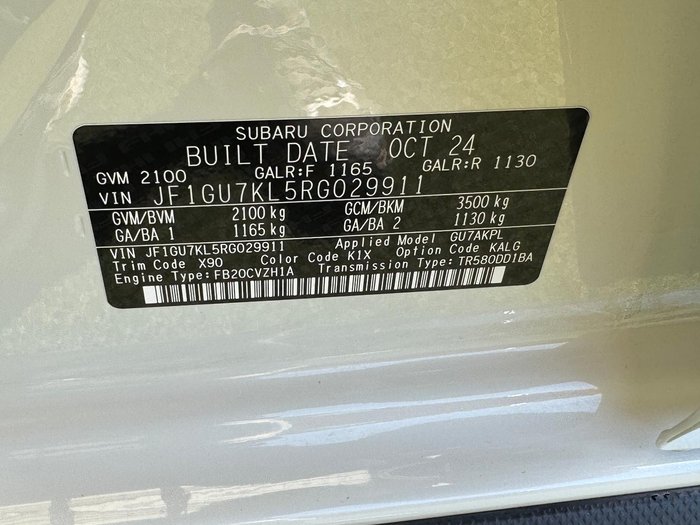 SUBARU CORPORATION
BUILT DATE OCT 24
GVM 2100 GALR:F 1165 GALR:R 1130
VIN JF1GU7KL5RG029911
GVM/BVM 2100 kg GCM/BKM 3500 kg
GA/BA 1 1165 kg GA/BA 2 1130 kg
VIN JF1GU7KL5RG029911 Applied Model GU7AKPL
Trim Code X90 Color Code K1X Option Code KALG
Engine Type: FB20CVZH1A Transmission Type: TR580DD1BA